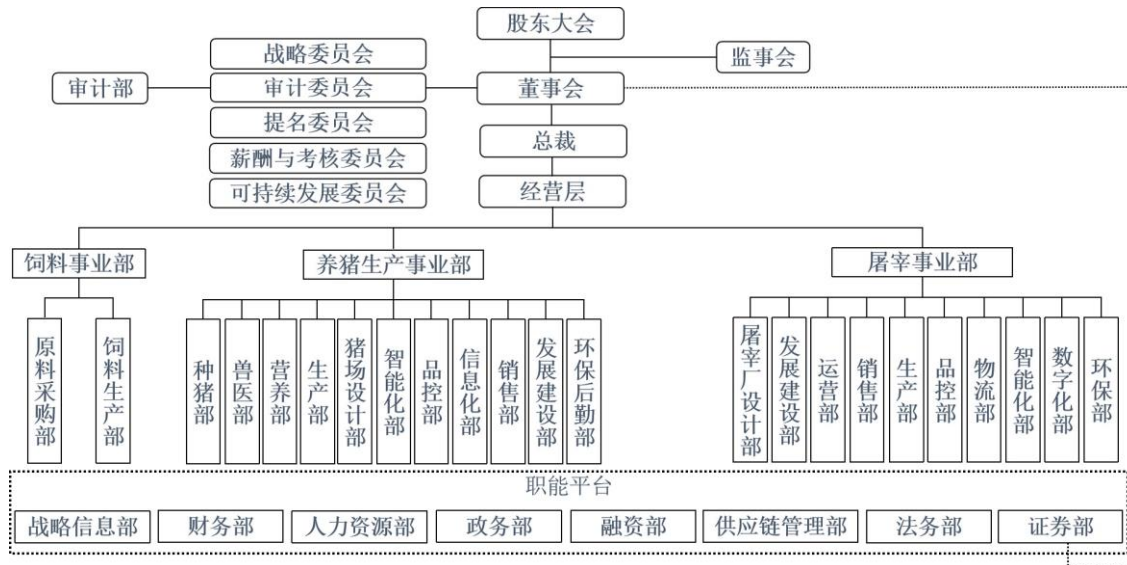 股东大会
监事会
战略委员会
审计部
审计委员会
董事会
提名委员会
总裁
薪酬与考核委员会
可持续发展委员会
经营层
饲料事业部
养猪生产事业部
屠宰事业部
原料采购部
饲料生产部
种猪部
兽医部
营养部
生产部
猪场设计部
智能化部
品控部
信息化部
销售部
发展建设部
环保后勤部
屠宰厂设计部
发展建设部
运营部
销售部
生产部
品控部
物流部
智能化部
数字化部
环保部
职能平台
战略信息部
财务部
人力资源部
政务部
融资部
供应链管理部
法务部
证券部